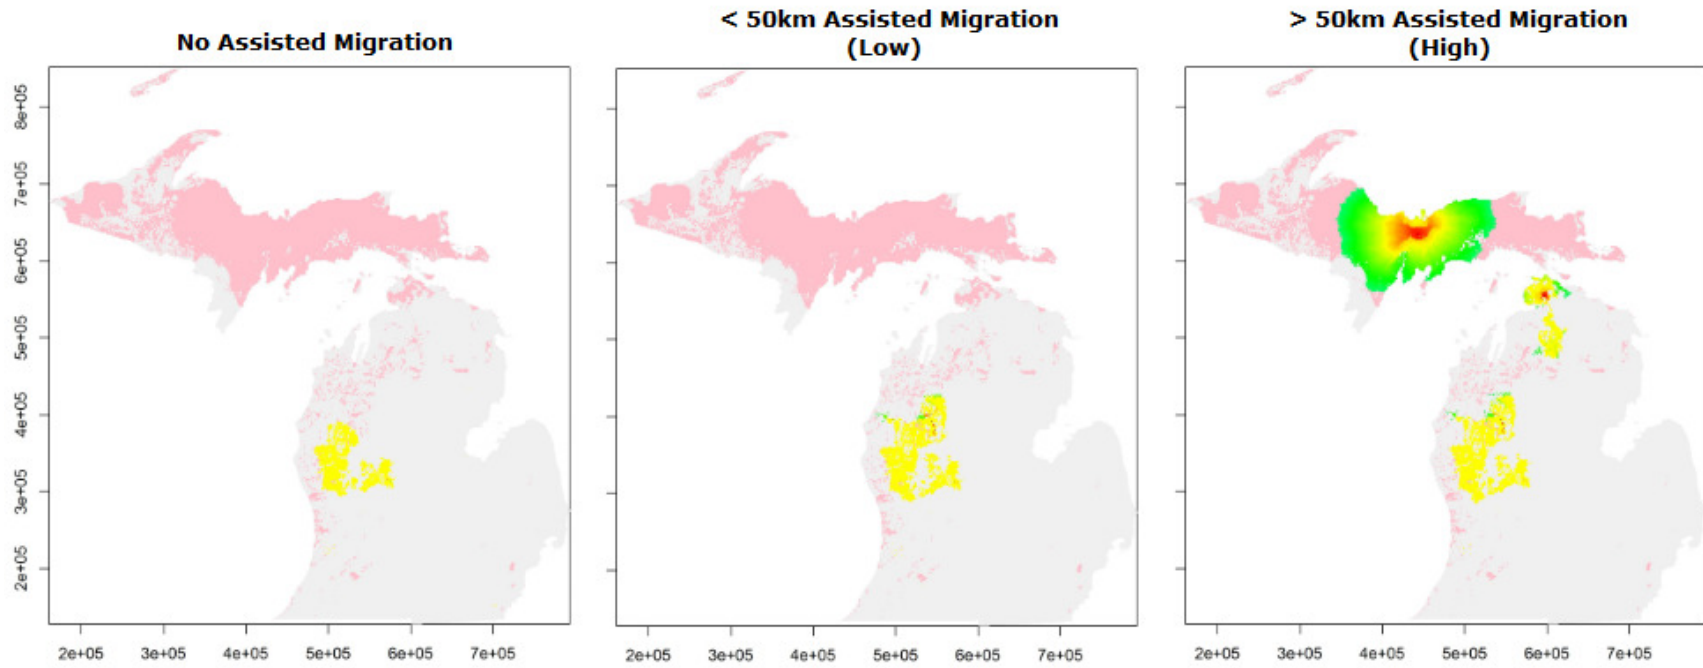 No Assisted Migration
< 50km Assisted Migration
(Low)
> 50km Assisted Migration
(High)
8e+05
7e+05
6e+05
5e+05
4e+05
3e+05
2e+05
2e+05 3e+05 4e+05 5e+05 6e+05 7e+05
2e+05 3e+05 4e+05 5e+05 6e+05 7e+05
2e+05 3e+05 4e+05 5e+05 6e+05 7e+05